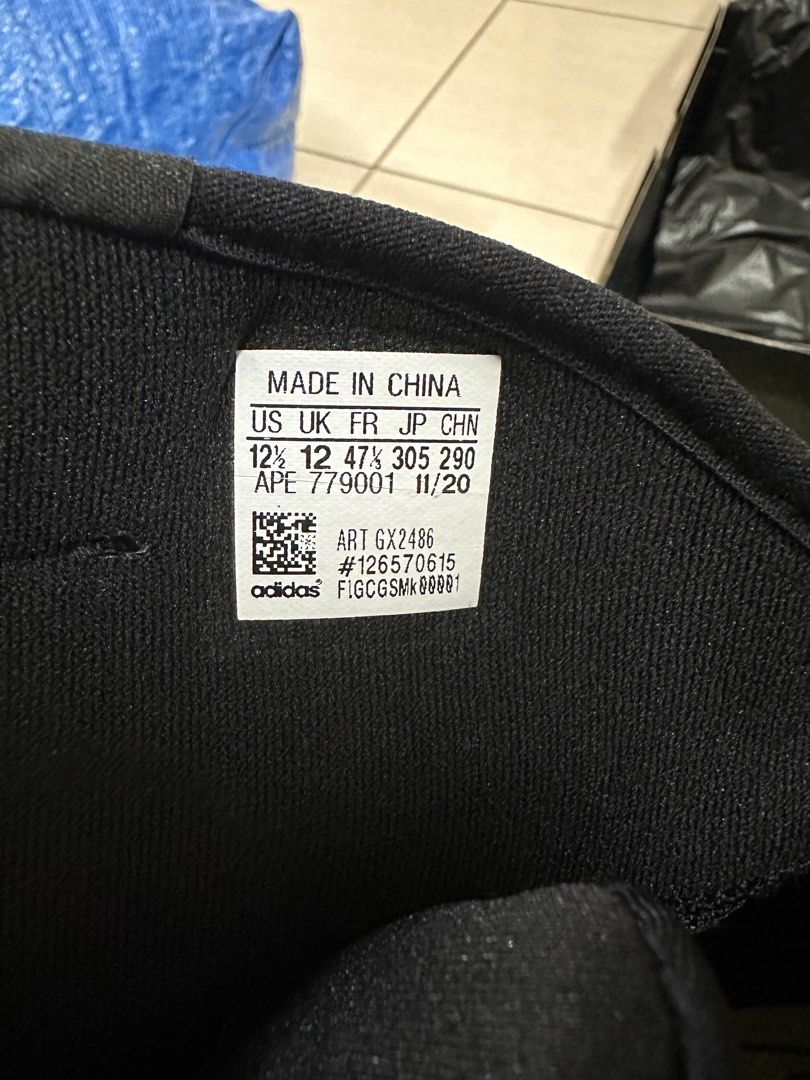 MADE IN CHINA
US UK FR JP CHN
12½ 12 47⅓ 305 290
APE 779001 11/20
ART GX2486
#126570615
adidas® F1GCGSMk00001